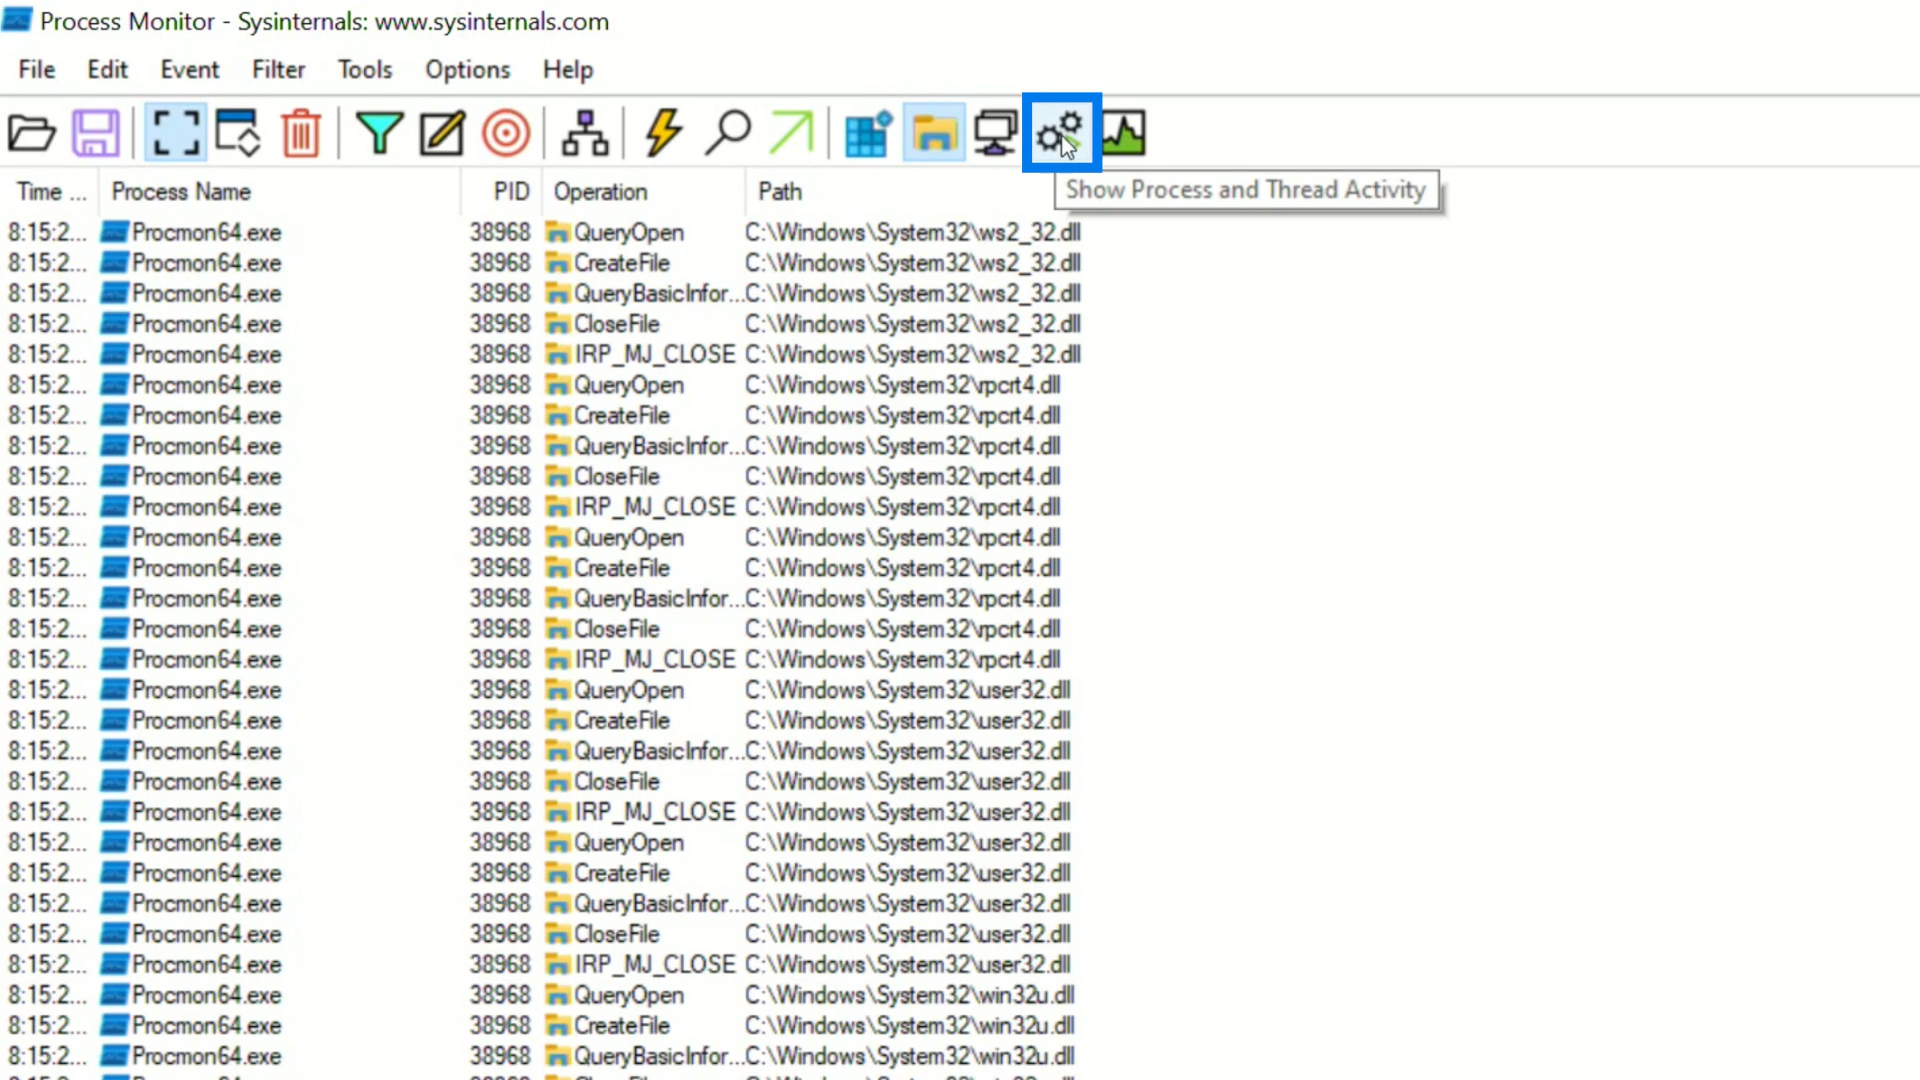 Process Monitor - Sysinternals: www.sysinternals.com
File Edit Event Filter Tools Options Help
Show Process and Thread Activity
Time ... Process Name PID Operation Path
8:15:2... Procmon64.exe 38968 QueryOpen C:\Windows\System32\ws2_32.dll
8:15:2... Procmon64.exe 38968 CreateFile C:\Windows\System32\ws2_32.dll
8:15:2... Procmon64.exe 38968 QueryBasicInfor...C:\Windows\System32\ws2_32.dll
8:15:2... Procmon64.exe 38968 CloseFile C:\Windows\System32\ws2_32.dll
8:15:2... Procmon64.exe 38968 IRP_MJ_CLOSE C:\Windows\System32\ws2_32.dll
8:15:2... Procmon64.exe 38968 QueryOpen C:\Windows\System32\rpcrt4.dll
8:15:2... Procmon64.exe 38968 CreateFile C:\Windows\System32\rpcrt4.dll
8:15:2... Procmon64.exe 38968 QueryBasicInfor...C:\Windows\System32\rpcrt4.dll
8:15:2... Procmon64.exe 38968 CloseFile C:\Windows\System32\rpcrt4.dll
8:15:2... Procmon64.exe 38968 IRP_MJ_CLOSE C:\Windows\System32\rpcrt4.dll
8:15:2... Procmon64.exe 38968 QueryOpen C:\Windows\System32\rpcrt4.dll
8:15:2... Procmon64.exe 38968 CreateFile C:\Windows\System32\rpcrt4.dll
8:15:2... Procmon64.exe 38968 QueryBasicInfor...C:\Windows\System32\rpcrt4.dll
8:15:2... Procmon64.exe 38968 CloseFile C:\Windows\System32\rpcrt4.dll
8:15:2... Procmon64.exe 38968 IRP_MJ_CLOSE C:\Windows\System32\rpcrt4.dll
8:15:2... Procmon64.exe 38968 QueryOpen C:\Windows\System32\user32.dll
8:15:2... Procmon64.exe 38968 CreateFile C:\Windows\System32\user32.dll
8:15:2... Procmon64.exe 38968 QueryBasicInfor...C:\Windows\System32\user32.dll
8:15:2... Procmon64.exe 38968 CloseFile C:\Windows\System32\user32.dll
8:15:2... Procmon64.exe 38968 IRP_MJ_CLOSE C:\Windows\System32\user32.dll
8:15:2... Procmon64.exe 38968 QueryOpen C:\Windows\System32\user32.dll
8:15:2... Procmon64.exe 38968 CreateFile C:\Windows\System32\user32.dll
8:15:2... Procmon64.exe 38968 QueryBasicInfor...C:\Windows\System32\user32.dll
8:15:2... Procmon64.exe 38968 CloseFile C:\Windows\System32\user32.dll
8:15:2... Procmon64.exe 38968 IRP_MJ_CLOSE C:\Windows\System32\user32.dll
8:15:2... Procmon64.exe 38968 QueryOpen C:\Windows\System32\win32u.dll
8:15:2... Procmon64.exe 38968 CreateFile C:\Windows\System32\win32u.dll
8:15:2... Procmon64.exe 38968 QueryBasicInfor...C:\Windows\System32\win32u.dll